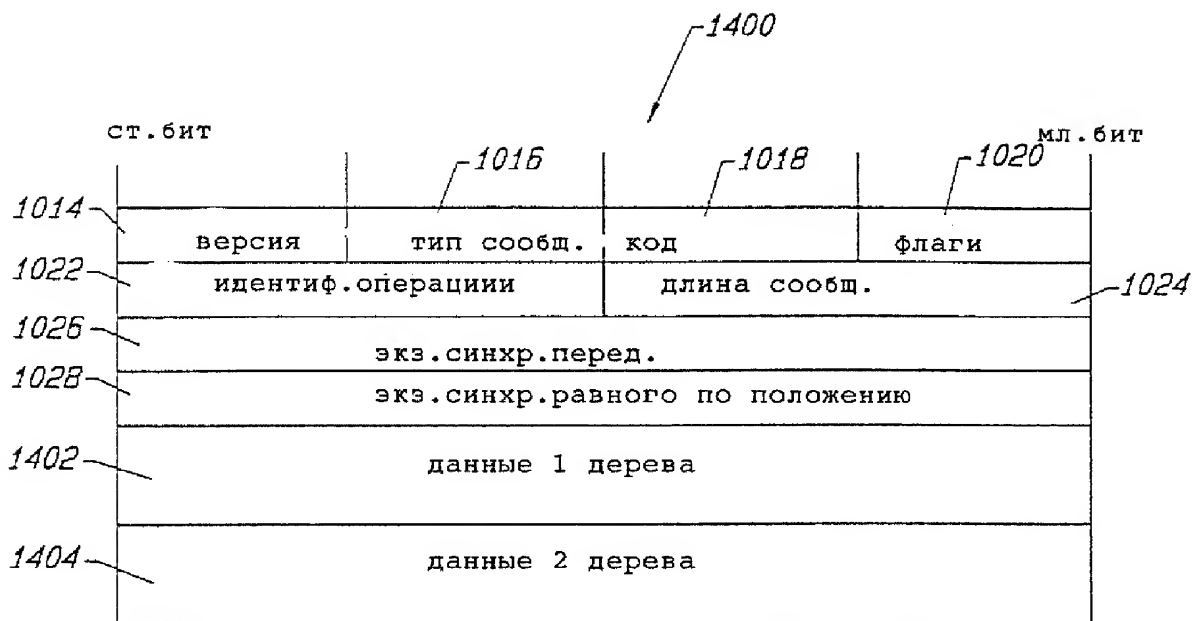 1400
ст.бит мл.бит
1016 1018 1020
1014 версия тип сообщ. код флаги
1022 идентиф.операциии длина сообщ. 1024
1026 экз.синхр.перед.
1028 экз.синхр.равного по положению
1402 данные 1 дерева
1404 данные 2 дерева